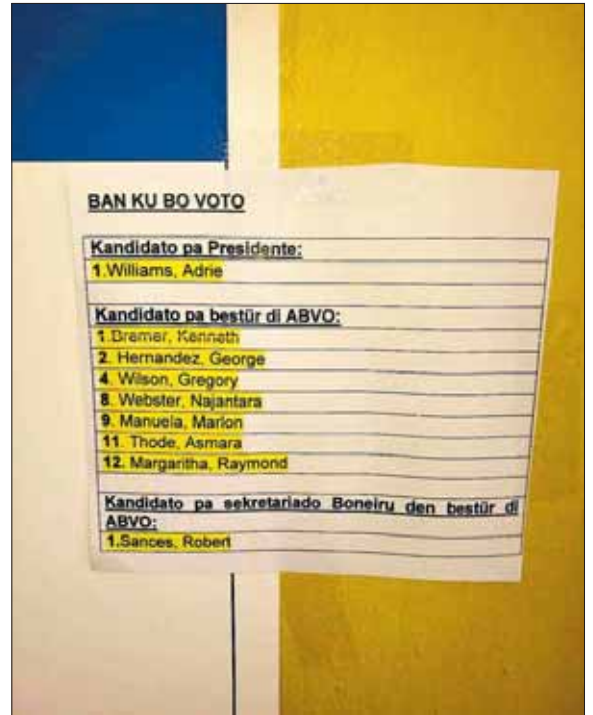 BAN KU BO VOTO
Kandidato pa Presidente:
1.Williams, Adrie
Kandidato pa bestür di ABVO:
1.Bremer, Kenneth
2. Hernandez, George
4. Wilson, Gregory
8. Webster, Najantara
9. Manuela, Marlon
11. Thode, Asmara
12. Margaritha, Raymond
Kandidato pa sekretariado Boneiru den bestür di
ABVO:
1.Sances, Robert